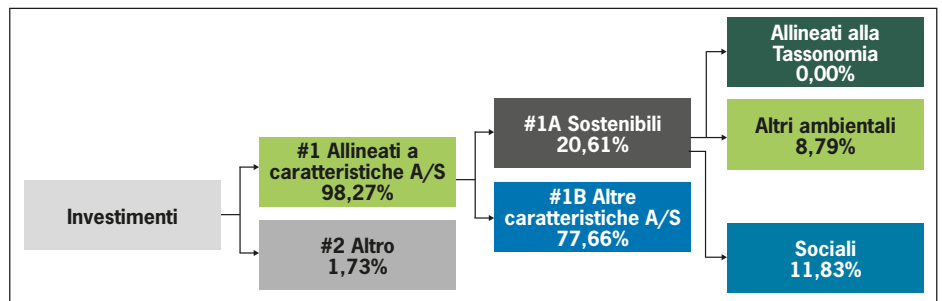 Investimenti
#1 Allineati a
caratteristiche A/S
98,27%
#2 Altro
1,73%
#1A Sostenibili
20,61%
#1B Altre
caratteristiche A/S
77,66%
Allineati alla
Tassonomia
0,00%
Altri ambientali
8,79%
Sociali
11,83%